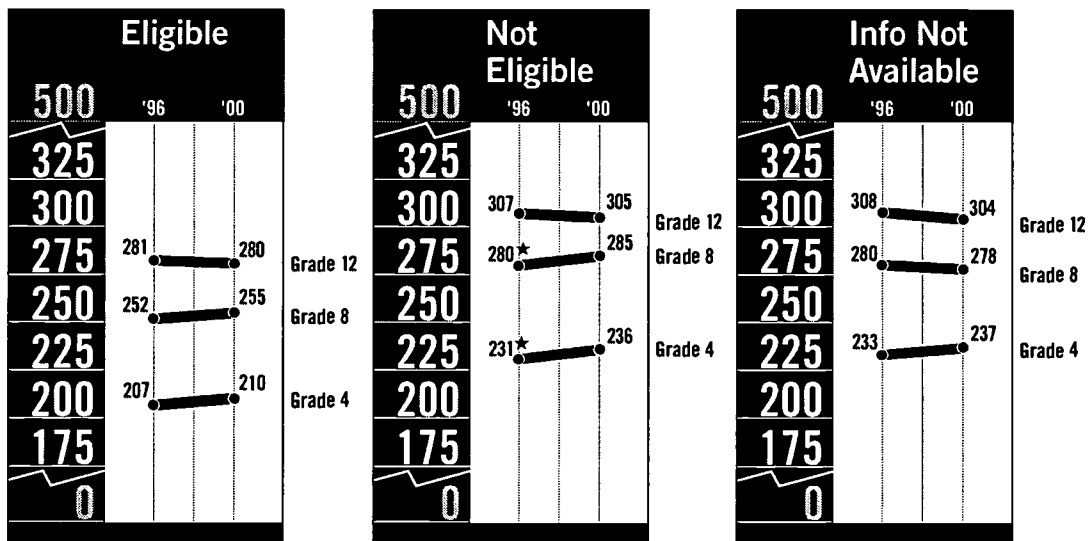 Eligible
500
'96 '00
325
300
275
281 280 Grade 12
250
252 255 Grade 8
225
200
207 210 Grade 4
175
0
Not
Eligible
500
'96 '00
325
300
307 305 Grade 12
275
★
280 285 Grade 8
250
225
★
231 236 Grade 4
200
175
0
Info Not
Available
500
'96 '00
325
300
308 304 Grade 12
275
280 278 Grade 8
250
225
233 237 Grade 4
200
175
0